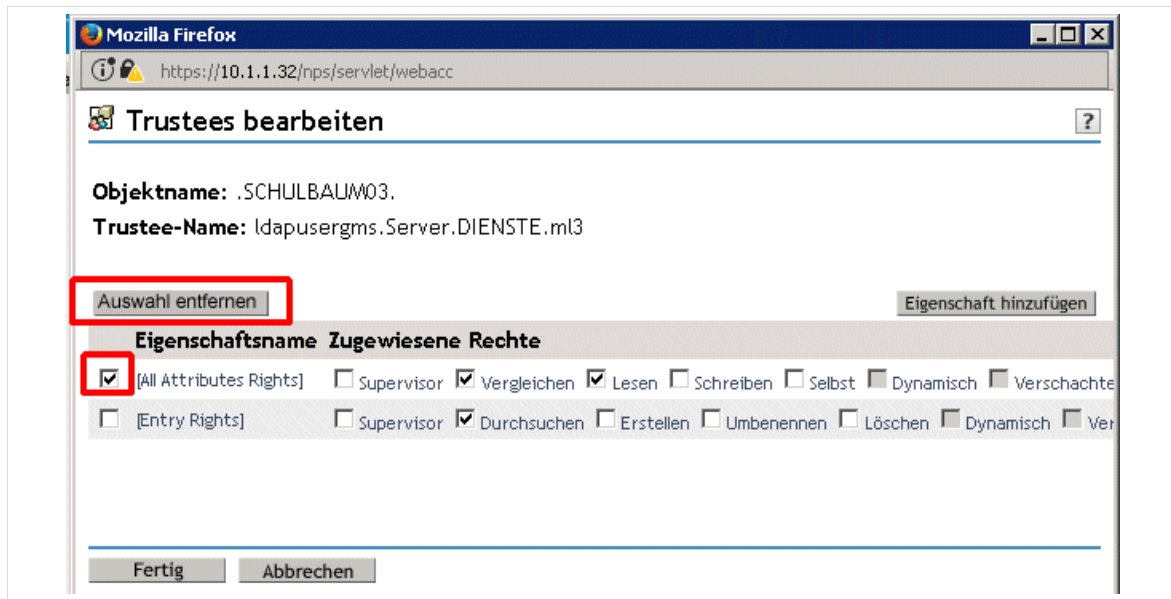 Mozilla Firefox
https://10.1.1.32/nps/servlet/webacc
Trustees bearbeiten
?
Objektname: .SCHULBAUM03.
Trustee-Name: ldapusergms.Server.DIENSTE.ml3
Auswahl entfernen Eigenschaft hinzufügen
Eigenschaftsname Zugewiesene Rechte
[All Attributes Rights] Supervisor Vergleichen Lesen Schreiben Selbst Dynamisch Verschachte
[Entry Rights] Supervisor Durchsuchen Erstellen Umbenennen Löschen Dynamisch Ver
Fertig Abbrechen